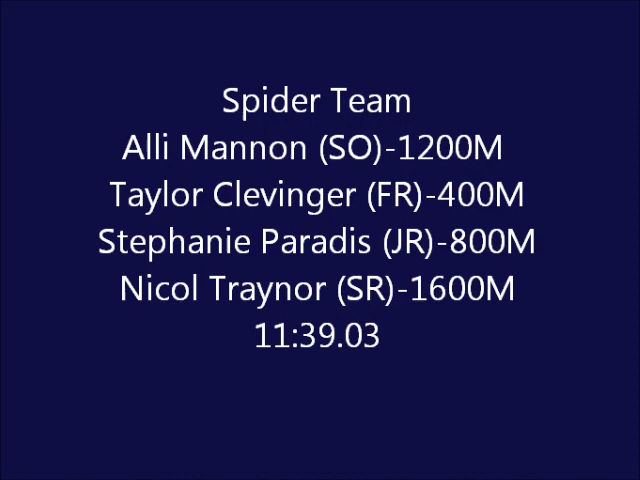 Spider Team
Alli Mannon (SO)-1200M
Taylor Clevinger (FR)-400M
Stephanie Paradis (JR)-800M
Nicol Traynor (SR)-1600M
11:39.03